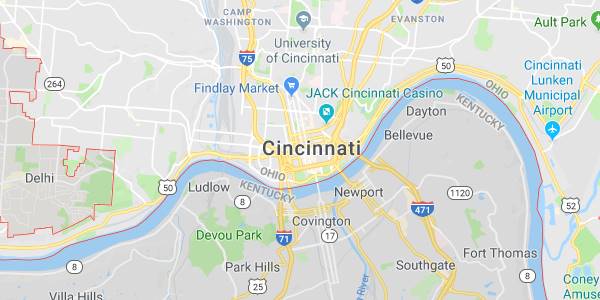 CAMP
WASHINGTON
EVANSTON
Ault Park
University
of Cincinnati
75
50
264
Findlay Market
JACK Cincinnati Casino
Cincinnati
Lunken
Municipal
Airport
OHIO
KENTUCKY
Dayton
Bellevue
Cincinnati
OHIO
KENTUCKY
Delhi
50
Ludlow
8
Newport
1120
52
471
Covington
Devou Park
71
17
Fort Thomas
Park Hills
Southgate
8
8
25
River
Coney
Amuse
Villa Hills